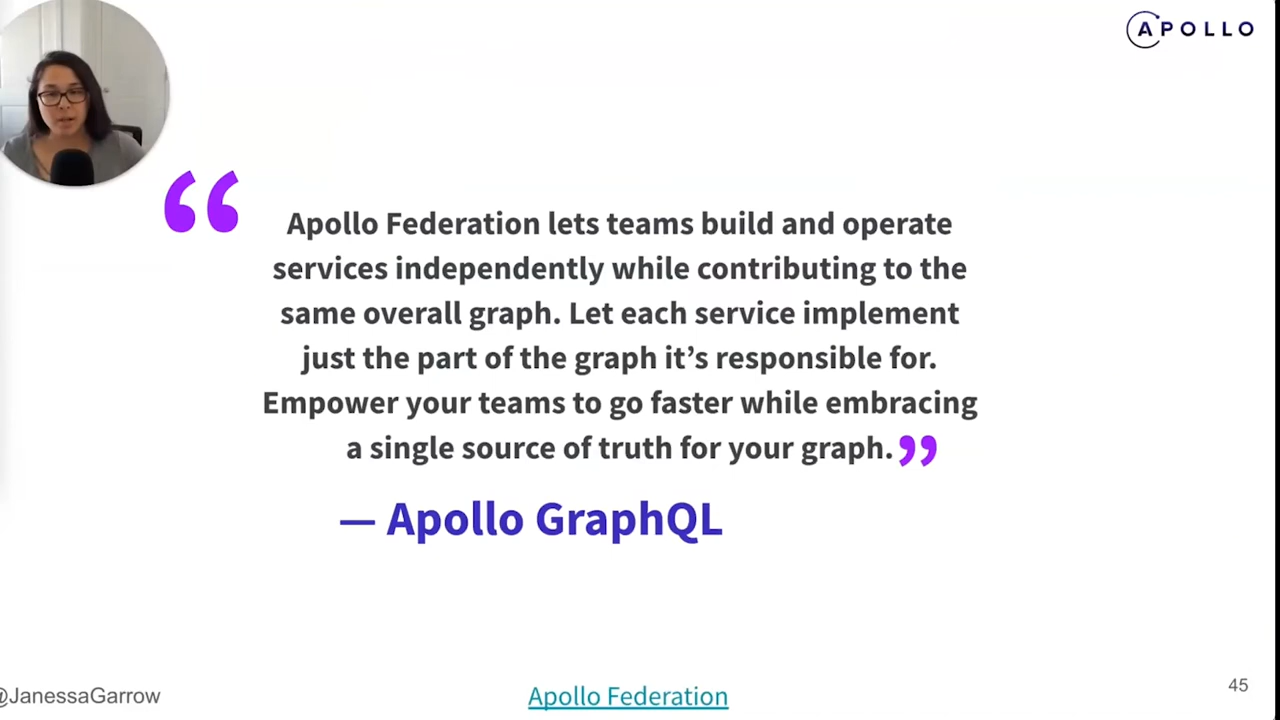 APOLLO
“ Apollo Federation lets teams build and operate
services independently while contributing to the
same overall graph. Let each service implement
just the part of the graph it’s responsible for.
Empower your teams to go faster while embracing
a single source of truth for your graph. ”
— Apollo GraphQL
@JanessaGarrow
Apollo Federation
45